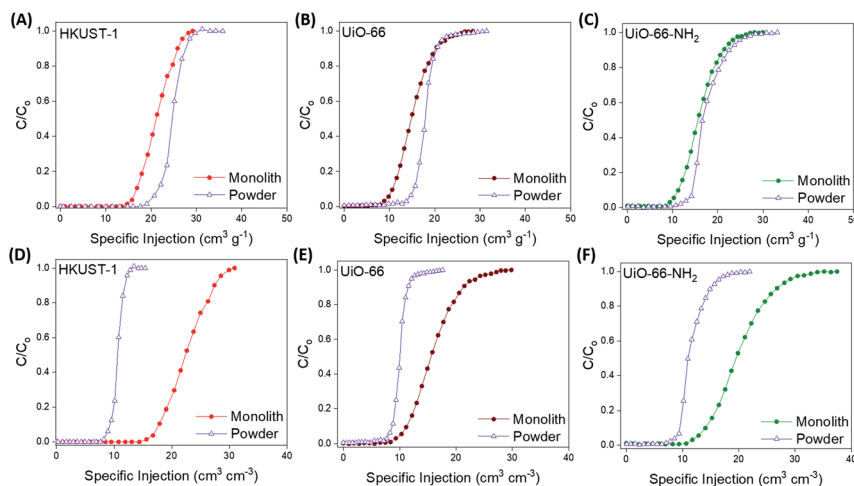 (A)
HKUST-1
1.0
0.8
0.6
0.4
0.2
0.0
C/Co
Monolith
Powder
0 10 20 30 40 50
Specific Injection (cm³ g⁻¹)
(B)
UiO-66
1.0
0.8
0.6
0.4
0.2
0.0
C/Co
Monolith
Powder
0 10 20 30 40 50
Specific Injection (cm³ g⁻¹)
(C)
UiO-66-NH₂
1.0
0.8
0.6
0.4
0.2
0.0
C/Co
Monolith
Powder
0 10 20 30 40 50
Specific Injection (cm³ g⁻¹)
(D)
HKUST-1
1.0
0.8
0.6
0.4
0.2
0.0
C/Co
Monolith
Powder
0 10 20 30 40
Specific Injection (cm³ cm⁻³)
(E)
UiO-66
1.0
0.8
0.6
0.4
0.2
0.0
C/Co
Monolith
Powder
0 10 20 30 40
Specific Injection (cm³ cm⁻³)
(F)
UiO-66-NH₂
1.0
0.8
0.6
0.4
0.2
0.0
C/Co
Monolith
Powder
0 10 20 30 40
Specific Injection (cm³ cm⁻³)